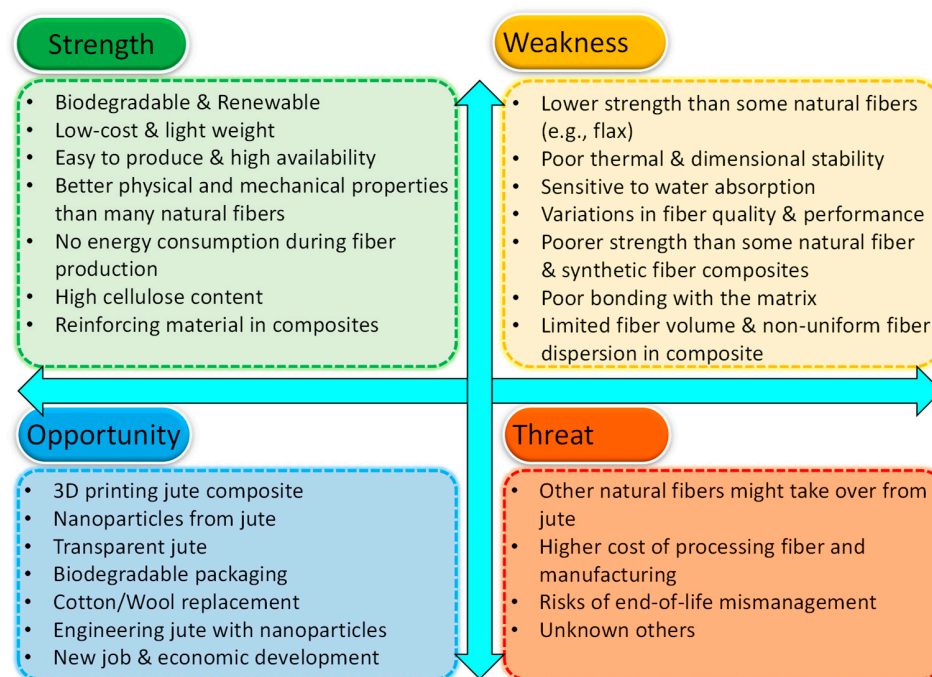 Strength
• Biodegradable & Renewable
• Low-cost & light weight
• Easy to produce & high availability
• Better physical and mechanical properties
than many natural fibers
• No energy consumption during fiber
production
• High cellulose content
• Reinforcing material in composites
Weakness
• Lower strength than some natural fibers
(e.g., flax)
• Poor thermal & dimensional stability
• Sensitive to water absorption
• Variations in fiber quality & performance
• Poorer strength than some natural fiber
& synthetic fiber composites
• Poor bonding with the matrix
• Limited fiber volume & non-uniform fiber
dispersion in composite
Opportunity
• 3D printing jute composite
• Nanoparticles from jute
• Transparent jute
• Biodegradable packaging
• Cotton/Wool replacement
• Engineering jute with nanoparticles
• New job & economic development
Threat
• Other natural fibers might take over from
jute
• Higher cost of processing fiber and
manufacturing
• Risks of end-of-life mismanagement
• Unknown others